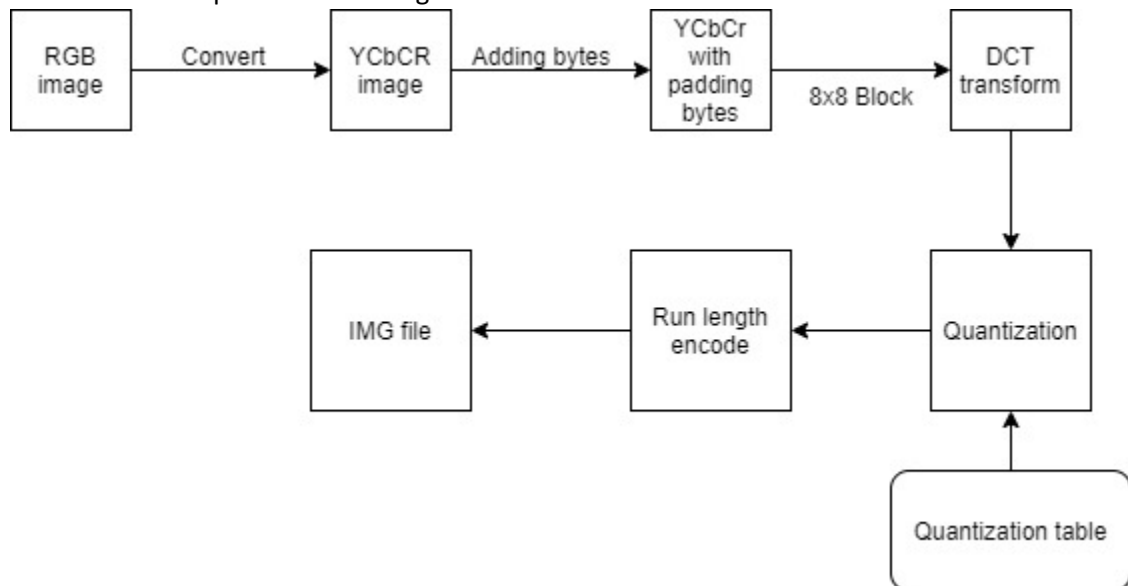 RGB
image
Convert
YCbCR
image
Adding bytes
YCbCr
with
padding
bytes
8x8 Block
DCT
transform
IMG file
Run length
encode
Quantization
Quantization table